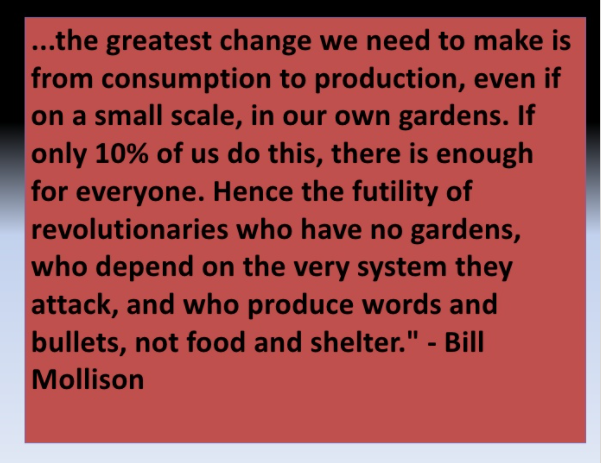 ...the greatest change we need to make is
from consumption to production, even if
on a small scale, in our own gardens. If
only 10% of us do this, there is enough
for everyone. Hence the futility of
revolutionaries who have no gardens,
who depend on the very system they
attack, and who produce words and
bullets, not food and shelter." - Bill
Mollison